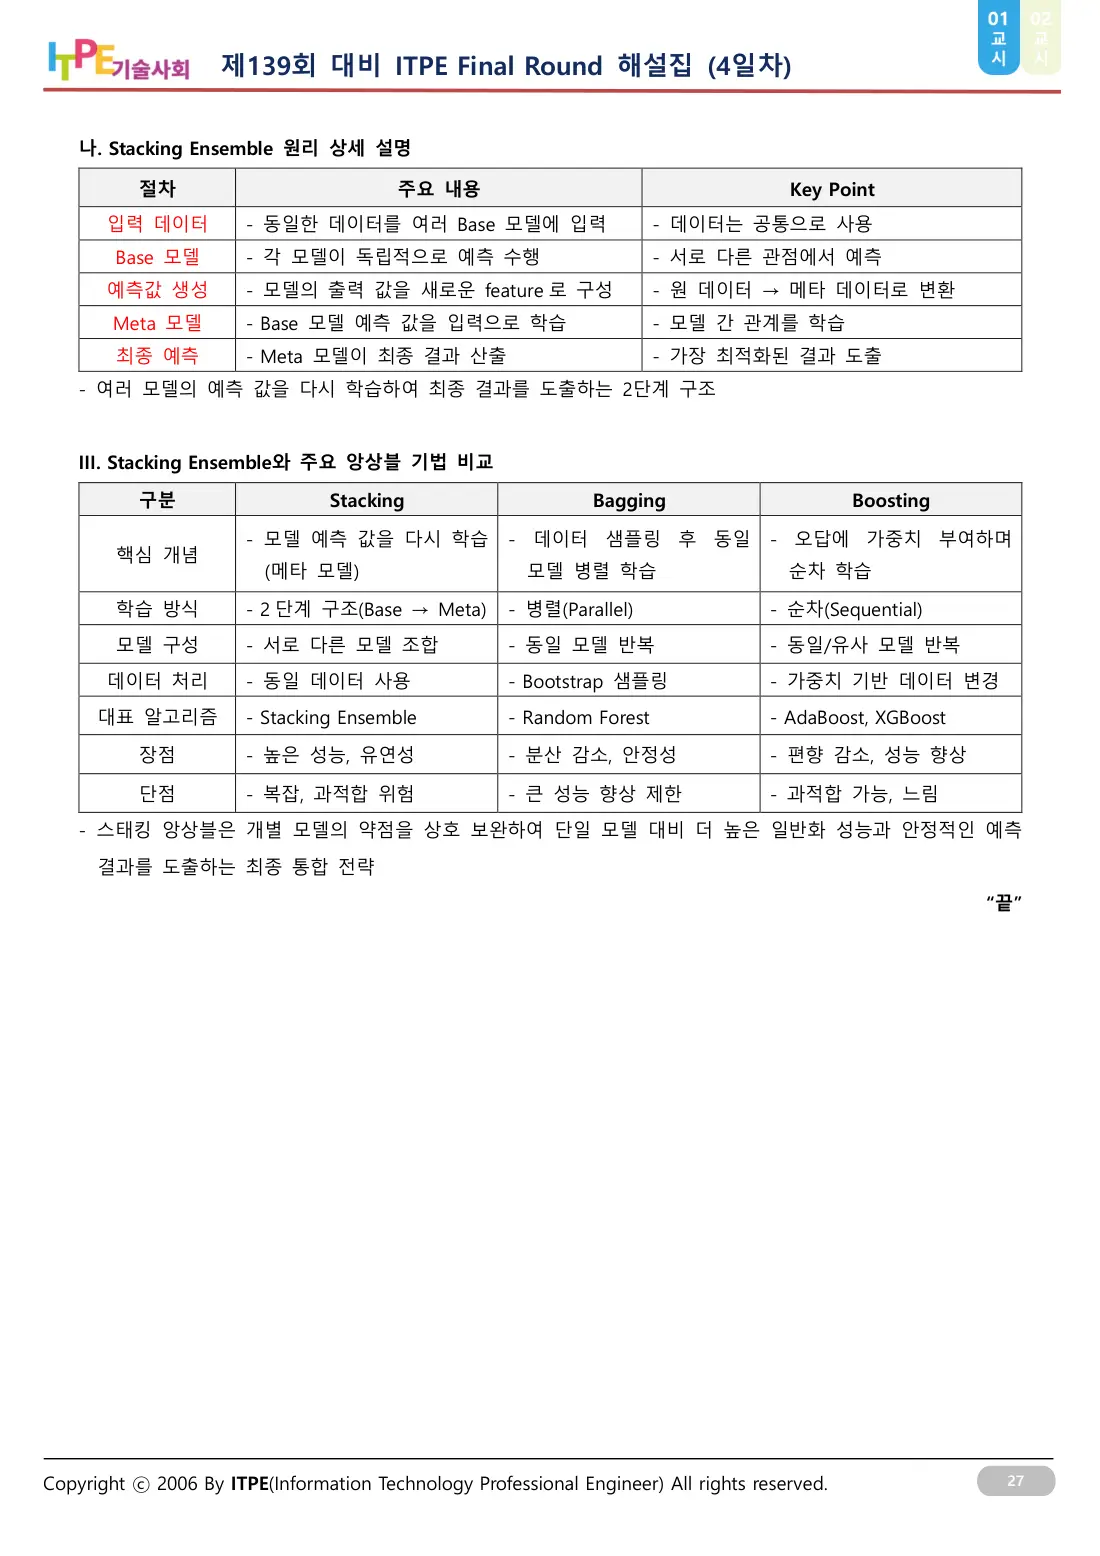 01
교
시
02
교
시
ITPE기술사회 제139회 대비 ITPE Final Round 해설집 (4일차)
나. Stacking Ensemble 원리 상세 설명
절차 주요 내용 Key Point
입력 데이터 - 동일한 데이터를 여러 Base 모델에 입력 - 데이터는 공통으로 사용
Base 모델 - 각 모델이 독립적으로 예측 수행 - 서로 다른 관점에서 예측
예측값 생성 - 모델의 출력 값을 새로운 feature로 구성 - 원 데이터 → 메타 데이터로 변환
Meta 모델 - Base 모델 예측 값을 입력으로 학습 - 모델 간 관계를 학습
최종 예측 - Meta 모델이 최종 결과 산출 - 가장 최적화된 결과 도출
- 여러 모델의 예측 값을 다시 학습하여 최종 결과를 도출하는 2단계 구조
III. Stacking Ensemble와 주요 앙상블 기법 비교
구분 Stacking Bagging Boosting
핵심 개념 - 모델 예측 값을 다시 학습 - 데이터 샘플링 후 동일 - 오답에 가중치 부여하며
(메타 모델) 모델 병렬 학습 순차 학습
학습 방식 - 2단계 구조(Base → Meta) - 병렬(Parallel) - 순차(Sequential)
모델 구성 - 서로 다른 모델 조합 - 동일 모델 반복 - 동일/유사 모델 반복
데이터 처리 - 동일 데이터 사용 - Bootstrap 샘플링 - 가중치 기반 데이터 변경
대표 알고리즘 - Stacking Ensemble - Random Forest - AdaBoost, XGBoost
장점 - 높은 성능, 유연성 - 분산 감소, 안정성 - 편향 감소, 성능 향상
단점 - 복잡, 과적합 위험 - 큰 성능 향상 제한 - 과적합 가능, 느림
- 스태킹 앙상블은 개별 모델의 약점을 상호 보완하여 단일 모델 대비 더 높은 일반화 성능과 안정적인 예측
결과를 도출하는 최종 통합 전략
“끝”
Copyright ⓒ 2006 By ITPE(Information Technology Professional Engineer) All rights reserved. 27